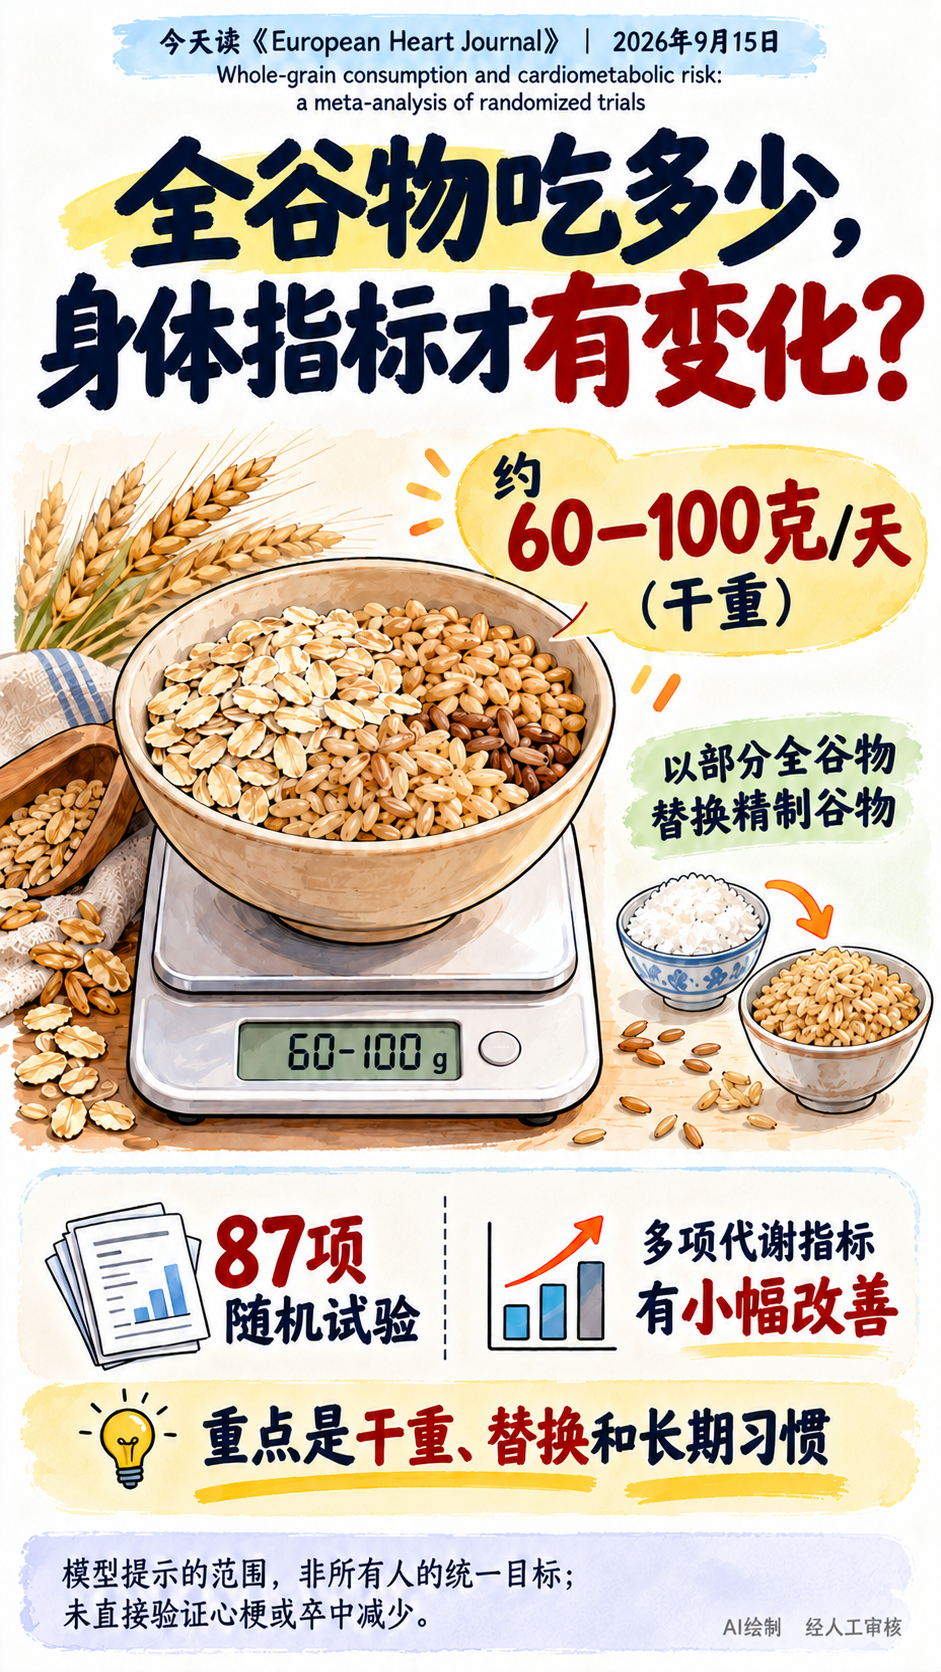 今天读《European Heart Journal》 | 2026年9月15日
Whole-grain consumption and cardiometabolic risk:
a meta-analysis of randomized trials
全谷物吃多少,
身体指标才有变化?
约
60—100克/天
（干重）
以部分全谷物
替换精制谷物
60-100 g
87项
随机试验
多项代谢指标
有小幅改善
重点是干重、替换和长期习惯
模型提示的范围，非所有人的统一目标；
未直接验证心梗或卒中减少。
AI绘制 经人工审核